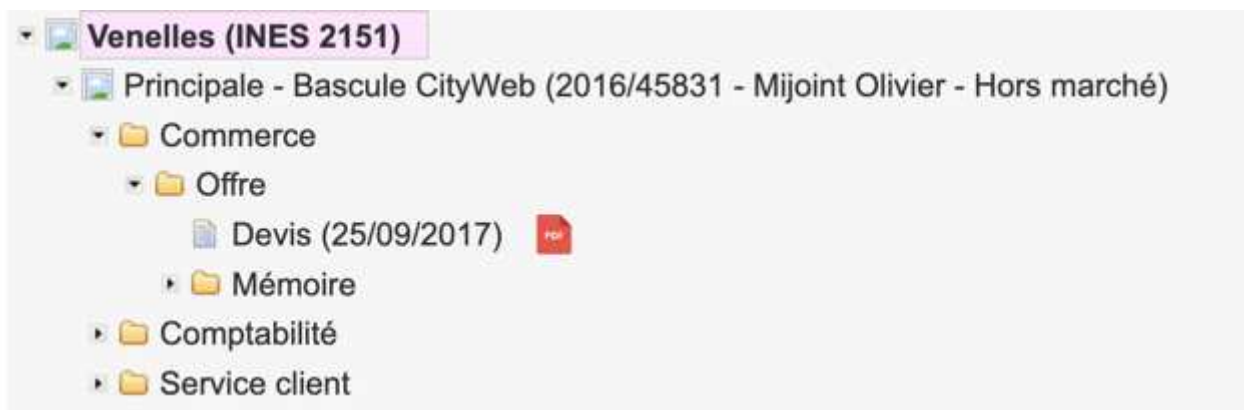 Venelles (INES 2151)
Principale - Bascule CityWeb (2016/45831 - Mijoint Olivier - Hors marché)
Commerce
Offre
Devis (25/09/2017) PDF
Mémoire
Comptabilité
Service client